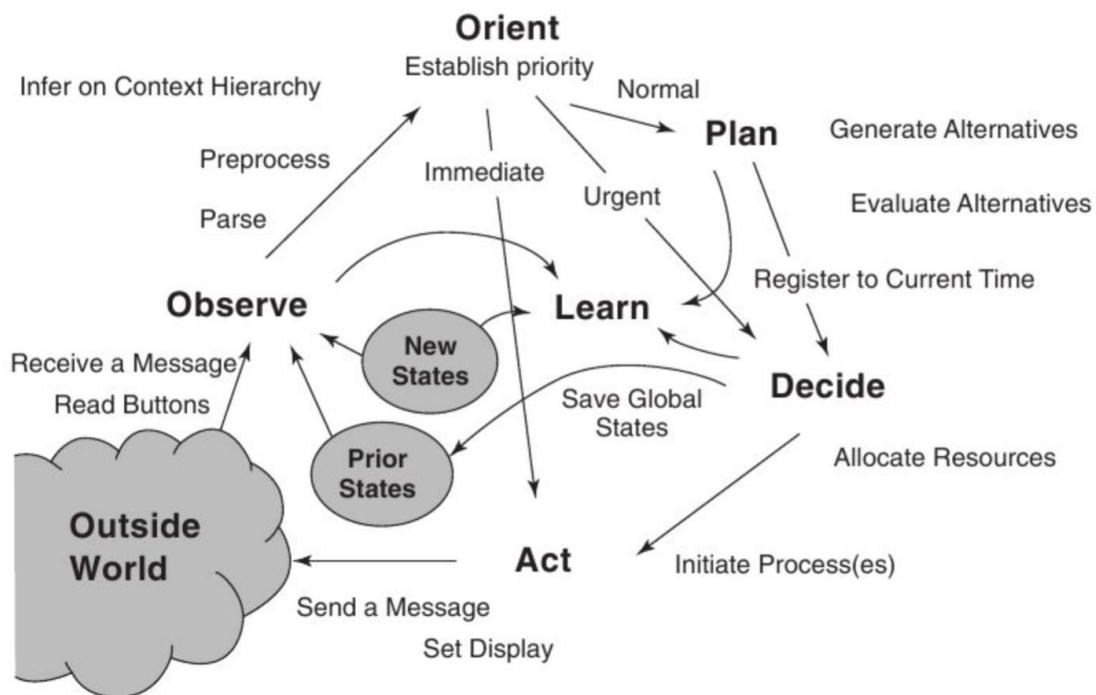 Orient
Establish priority
Infer on Context Hierarchy
Normal
Plan
Generate Alternatives
Preprocess
Immediate
Urgent
Evaluate Alternatives
Parse
Register to Current Time
Observe
Learn
New
States
Receive a Message
Read Buttons
Decide
Save Global
States
Prior
States
Allocate Resources
Outside
World
Act
Initiate Process(es)
Send a Message
Set Display